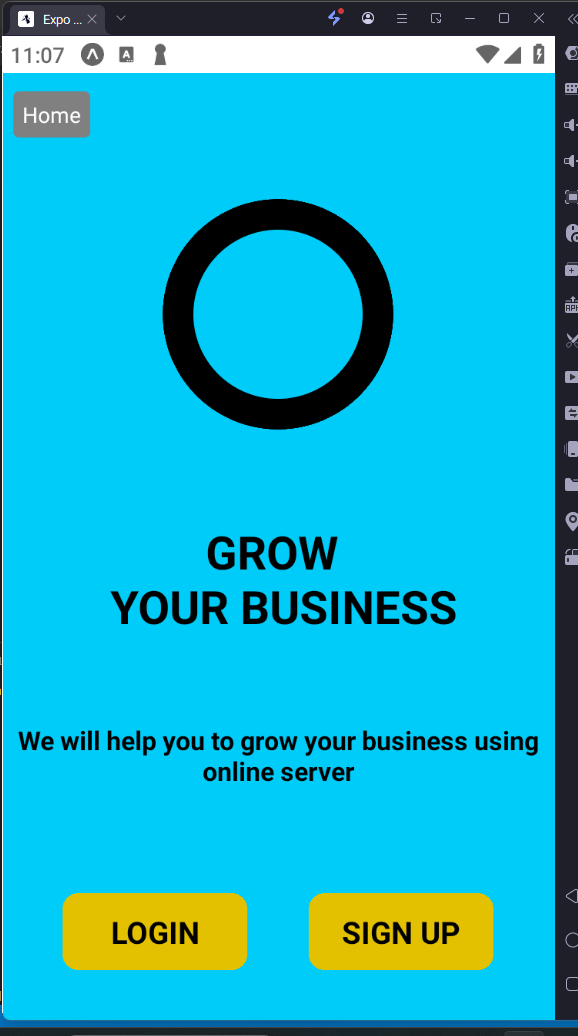 Expo ...
11:07
Home
GROW
YOUR BUSINESS
We will help you to grow your business using
online server
LOGIN
SIGN UP